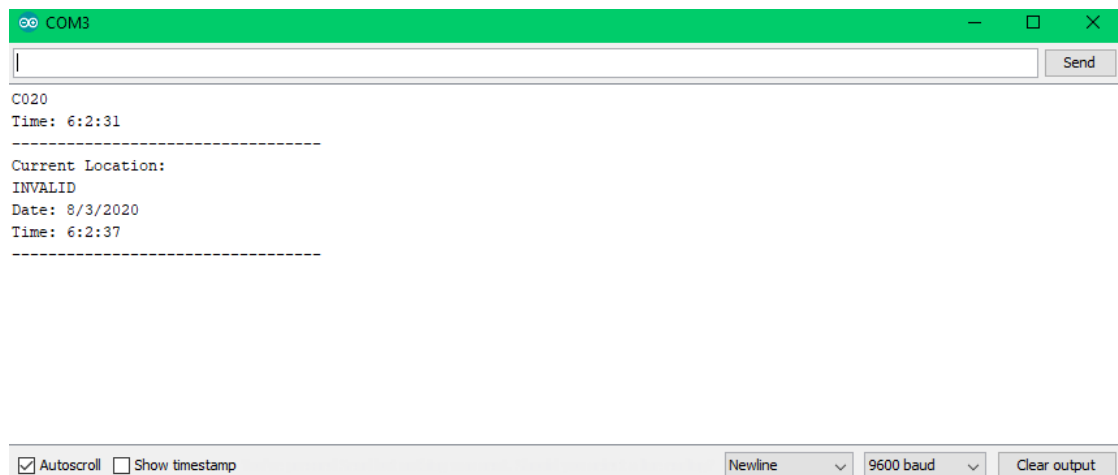 COM3
Send
C020
Time: 6:2:31
----------------------------------
Current Location:
INVALID
Date: 8/3/2020
Time: 6:2:37
----------------------------------
Autoscroll Show timestamp Newline 9600 baud Clear output